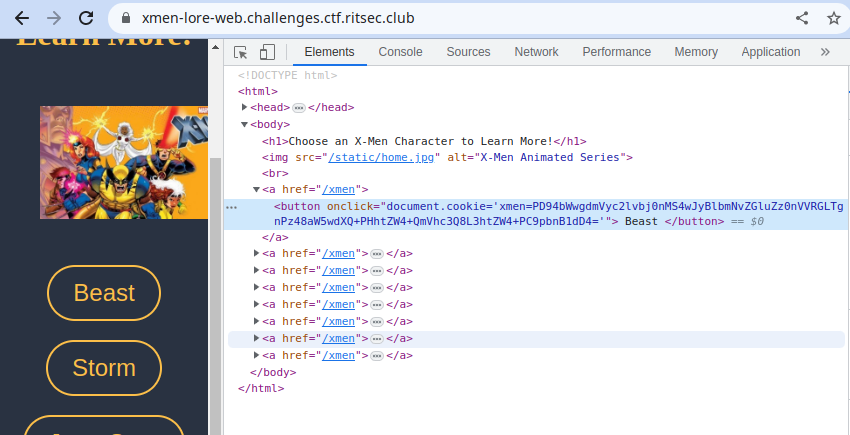 xmen-lore-web.challenges.ctf.ritsec.club
Learn More!
Elements Console Sources Network Performance Memory Application »
<!DOCTYPE html>
<html>
<head> ••• </head>
<body>
<h1>Choose an X-Men Character to Learn More!</h1>
<img src="/static/home.jpg" alt="X-Men Animated Series">
<br>
<a href="/xmen">
<button onclick="document.cookie='xmen=PD94bWwgdmVyc2lvbj0nMS4wJyBlbmNvZGluZz0nVVRGLTg
nPz48aW5wdXQ+PHhtZW4+QmVhc3Q8L3htZW4+PC9pbnB1dD4='"> Beast </button> == $0
</a>
<a href="/xmen"> ••• </a>
<a href="/xmen"> ••• </a>
<a href="/xmen"> ••• </a>
<a href="/xmen"> ••• </a>
<a href="/xmen"> ••• </a>
<a href="/xmen"> ••• </a>
<a href="/xmen"> ••• </a>
</body>
</html>
MARVEL
Beast
Storm